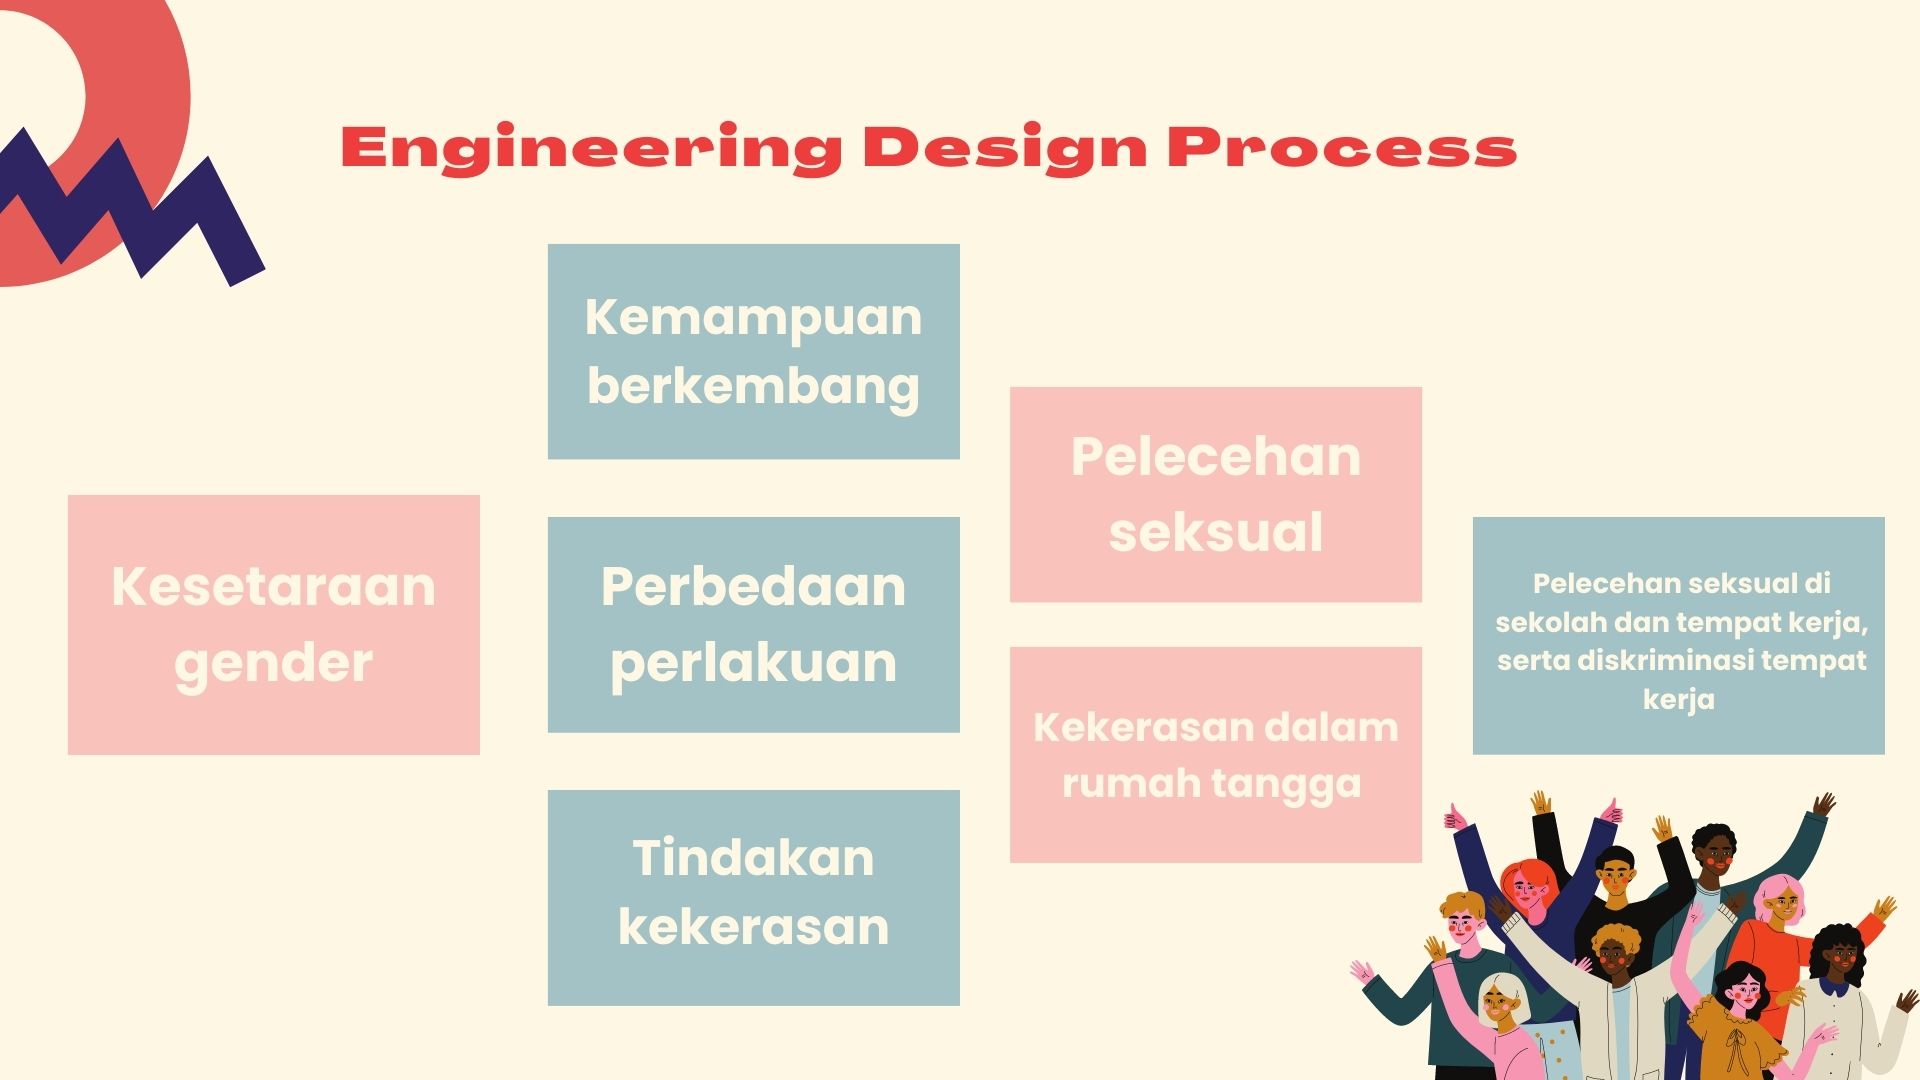 Engineering Design Process
Kesetaraan
gender
Kemampuan
berkembang
Perbedaan
perlakuan
Tindakan
kekerasan
Pelecehan
seksual
Kekerasan dalam
rumah tangga
Pelecehan seksual di
sekolah dan tempat kerja,
serta diskriminasi tempat
kerja